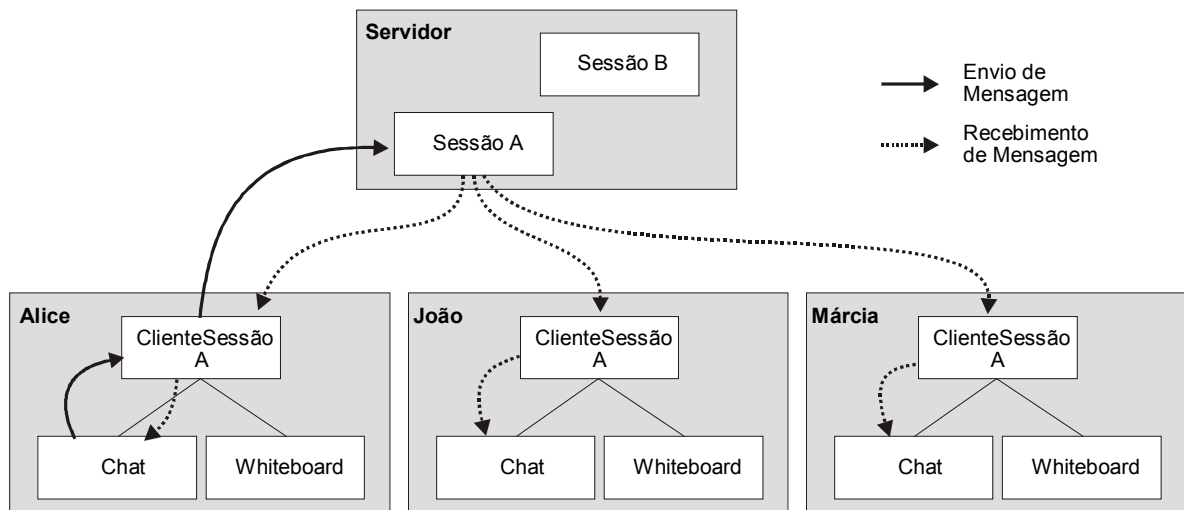 Servidor
Sessão B
Sessão A
Envio de
Mensagem
Recebimento
de Mensagem
Alice
ClienteSessão
A
Chat
Whiteboard
João
ClienteSessão
A
Chat
Whiteboard
Márcia
ClienteSessão
A
Chat
Whiteboard